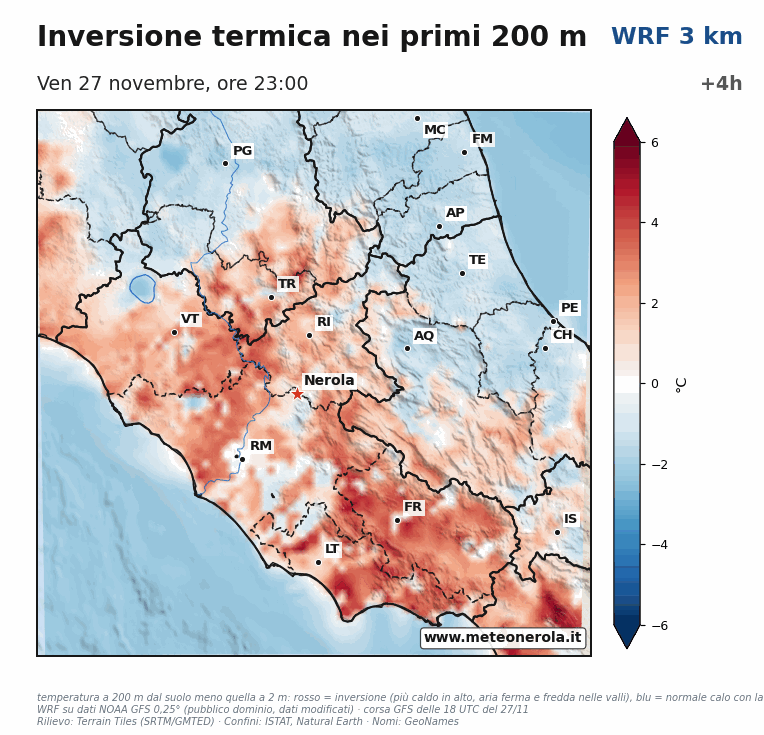 Inversione termica nei primi 200 m WRF 3 km
Ven 27 novembre, ore 23:00 +4h
MC
FM
PG
AP
TE
TR
PE
VT
RI
AQ
CH
Nerola
RM
FR
IS
LT
www.meteonerola.it
6
4
2
0
−2
−4
−6
°C
temperatura a 200 m dal suolo meno quella a 2 m: rosso = inversione (più caldo in alto, aria ferma e fredda nelle valli), blu = normale calo con la
WRF su dati NOAA GFS 0,25° (pubblico dominio, dati modificati) · corsa GFS delle 18 UTC del 27/11
Rilievo: Terrain Tiles (SRTM/GMTED) · Confini: ISTAT, Natural Earth · Nomi: GeoNames